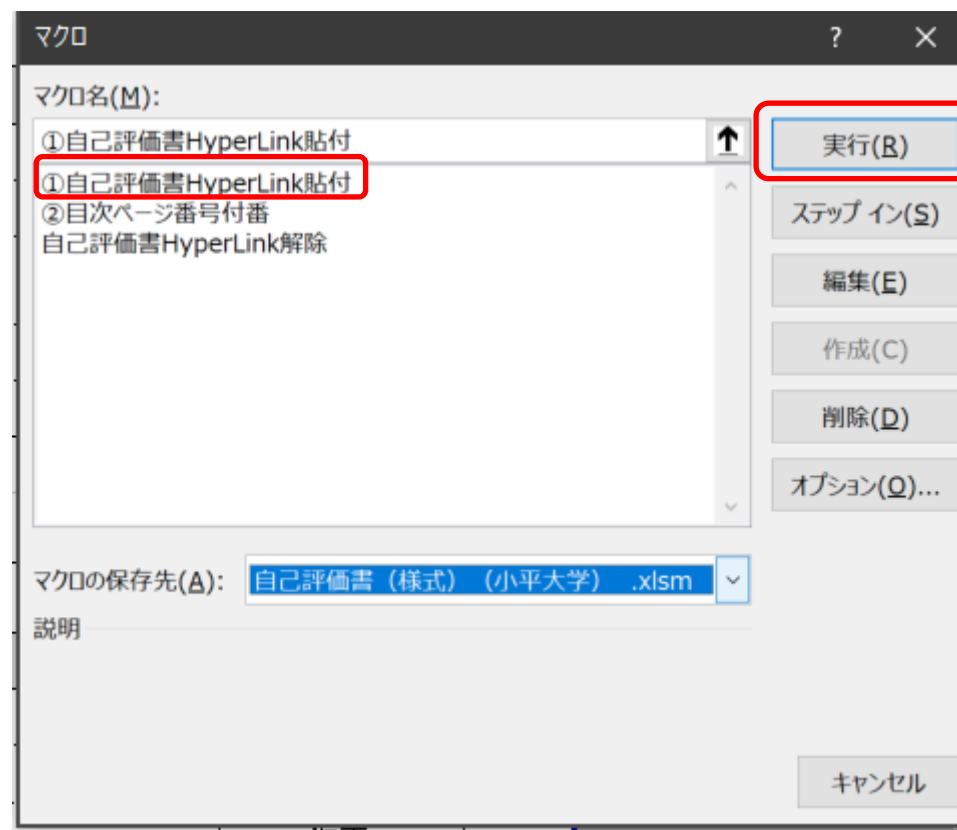 マクロ
? ×
マクロ名(M):
①自己評価書HyperLink貼付
①自己評価書HyperLink貼付
②目次ページ番号付番
自己評価書HyperLink解除
実行(R)
ステップ イン(S)
編集(E)
作成(C)
削除(D)
オプション(O)...
マクロの保存先(A):
自己評価書（様式）（小平大学） .xlsm
説明
キャンセル